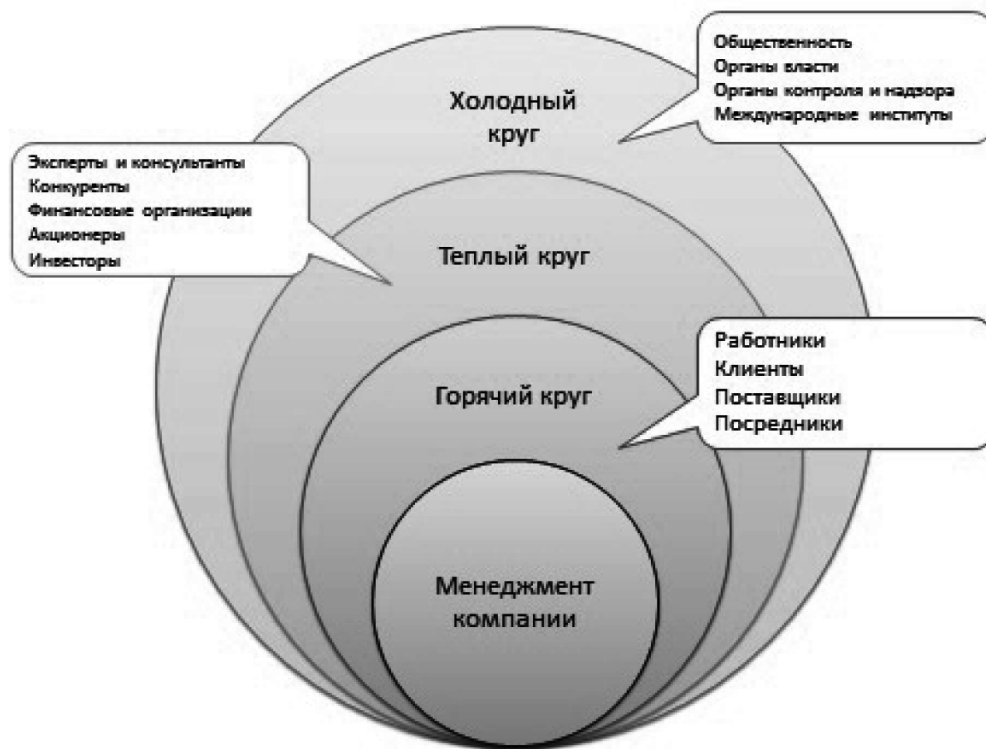 Холодный
круг
Общественность
Органы власти
Органы контроля и надзора
Международные институты
Эксперты и консультанты
Конкуренты
Финансовые организации
Акционеры
Инвесторы
Теплый круг
Горячий круг
Работники
Клиенты
Поставщики
Посредники
Менеджмент
компании